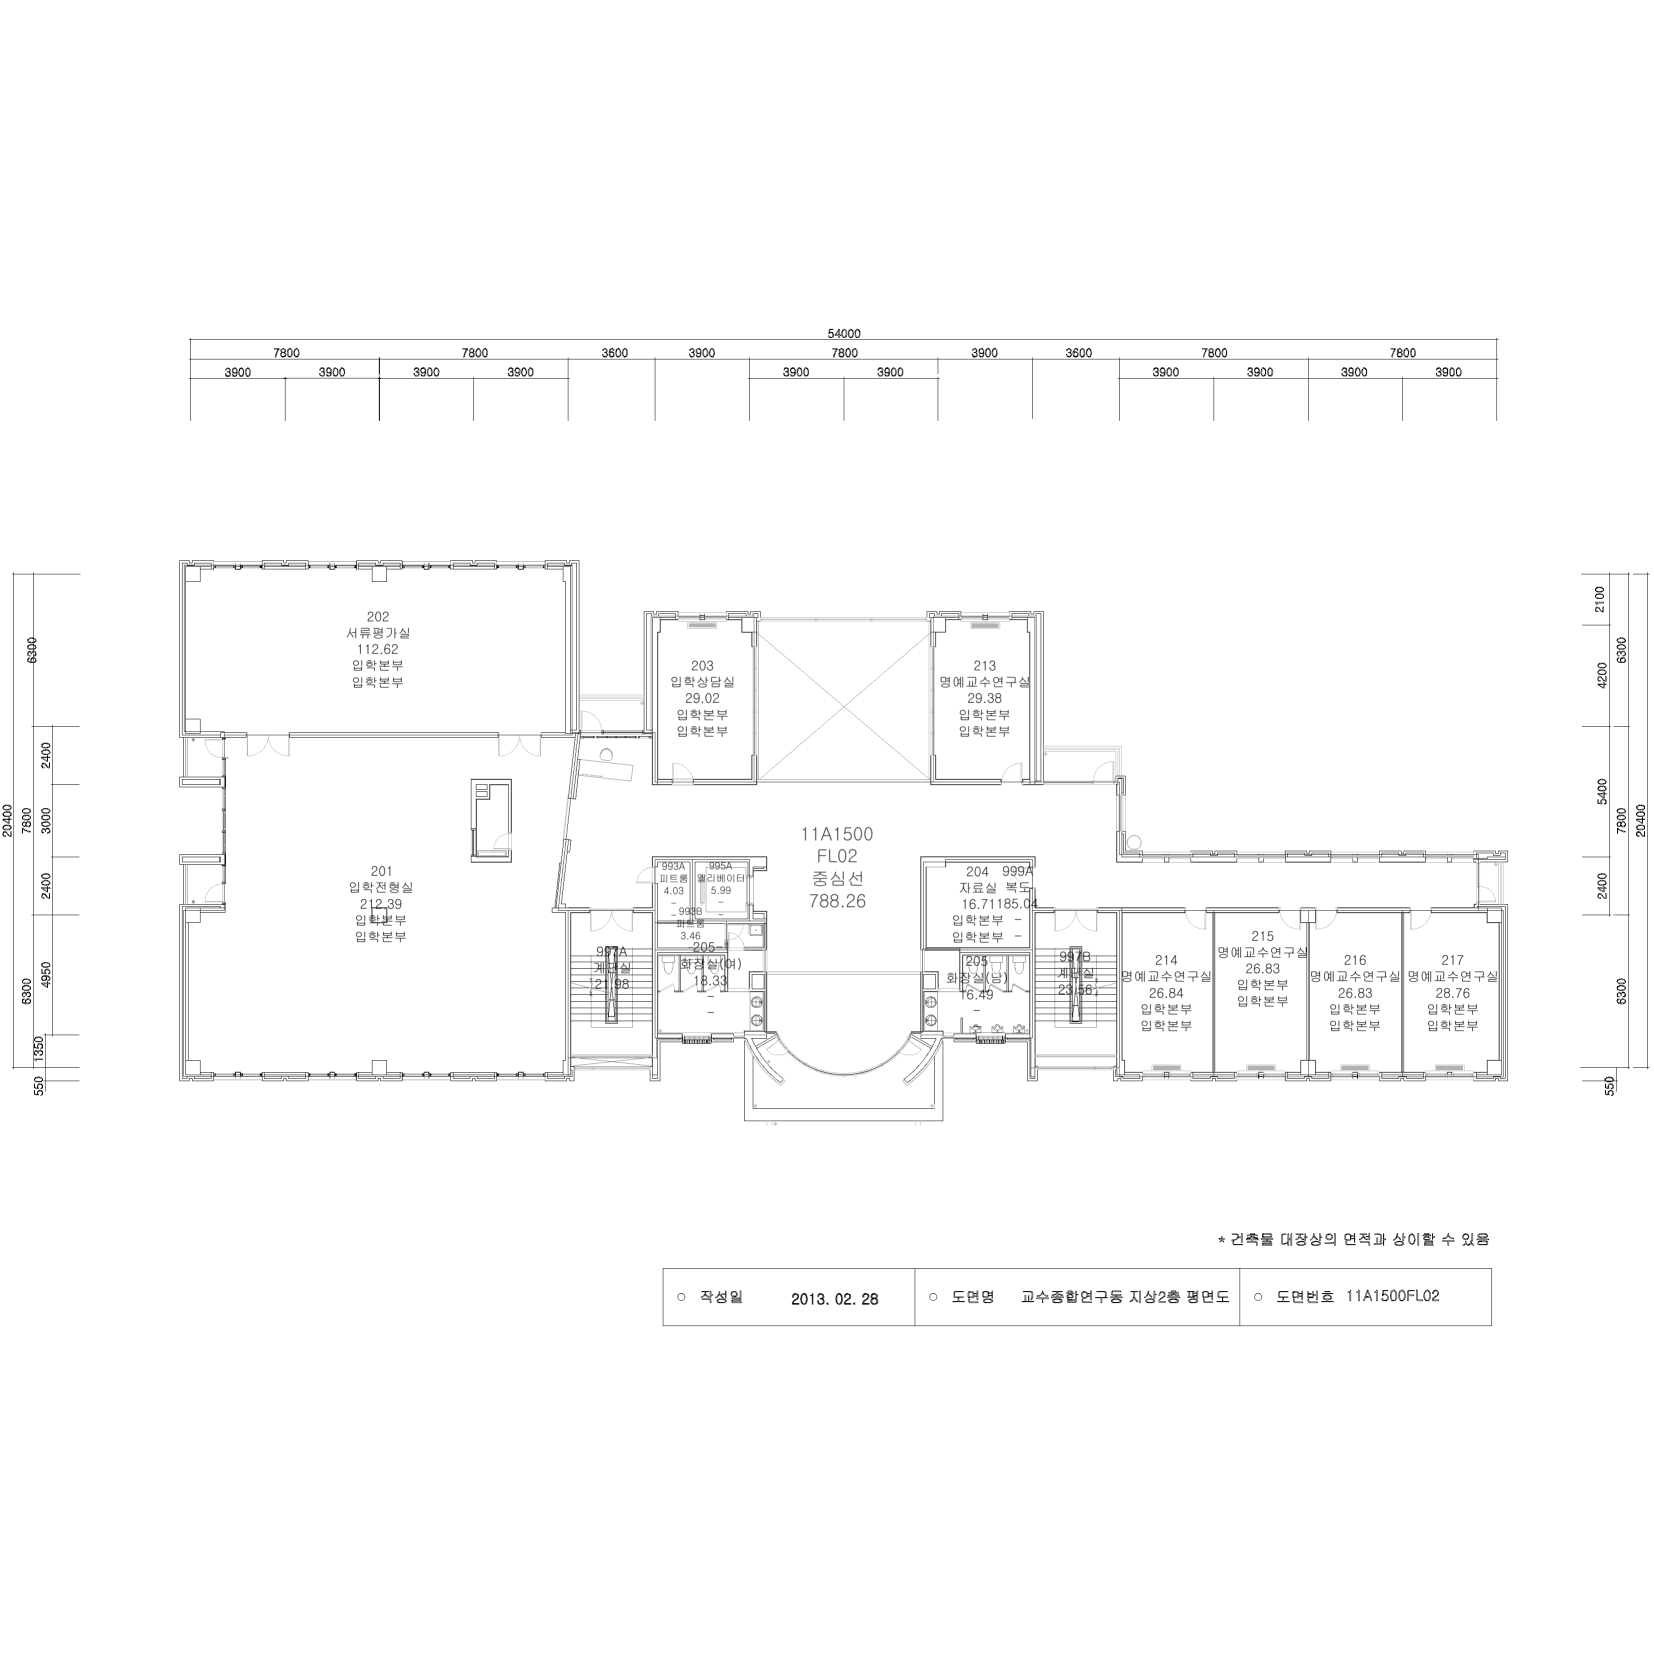 54000
7800 7800 3600 3900 7800 3900 3600 7800 7800
3900 3900 3900 3900 3900 3900 3900 3900 3900 3900
20400
6300
7800
6300
2400
3000
2400
4950
1350
550
2100
4200
5400
2400
6300
7800
6300
20400
550
202
서류평가실
112.62
입학본부
입학본부
203
입학상담실
29.02
입학본부
입학본부
213
명예교수연구실
29.38
입학본부
입학본부
201
입학전형실
212.39
입학본부
입학본부
11A1500
FL02
중심선
788.26
993A
피트룸
4.03
-
995A
엘리베이터
5.99
-
993B
피트룸
3.46
204
자료실
16.71
입학본부
입학본부
999A
복도
185.04
-
-
997A
계단실
21.98
-205-1
화장실(여)
18.33
-
-
205
화장실(남)
16.49
-
997B
계단실
23.56
214
명예교수연구실
26.84
입학본부
입학본부
215
명예교수연구실
26.83
입학본부
입학본부
216
명예교수연구실
26.83
입학본부
입학본부
217
명예교수연구실
28.76
입학본부
입학본부
* 건축물 대장상의 면적과 상이할 수 있음
○ 작성일 2013. 02. 28 ○ 도면명 교수종합연구동 지상2층 평면도 ○ 도면번호 11A1500FL02